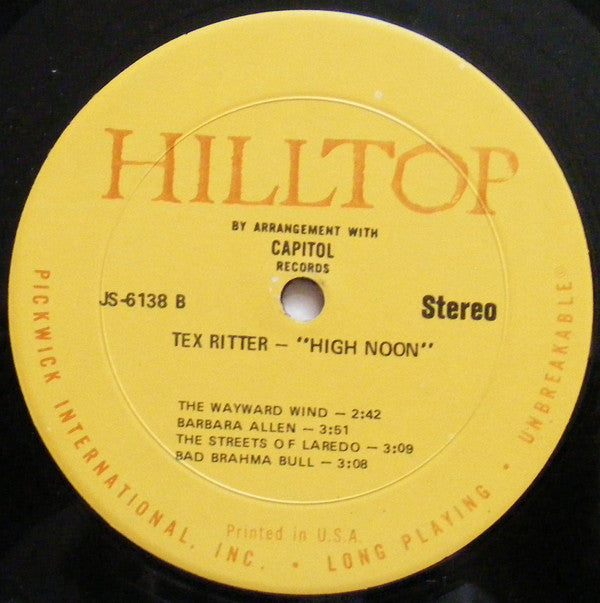 HILLTOP
BY ARRANGEMENT WITH
CAPITOL
RECORDS
JS-6138 B
Stereo
TEX RITTER — "HIGH NOON"
THE WAYWARD WIND — 2:42
BARBARA ALLEN — 3:51
THE STREETS OF LAREDO — 3:09
BAD BRAHMA BULL — 3:08
Printed in U.S.A.
PICKWICK INTERNATIONAL, INC. • LONG PLAYING • UNBREAKABLE®